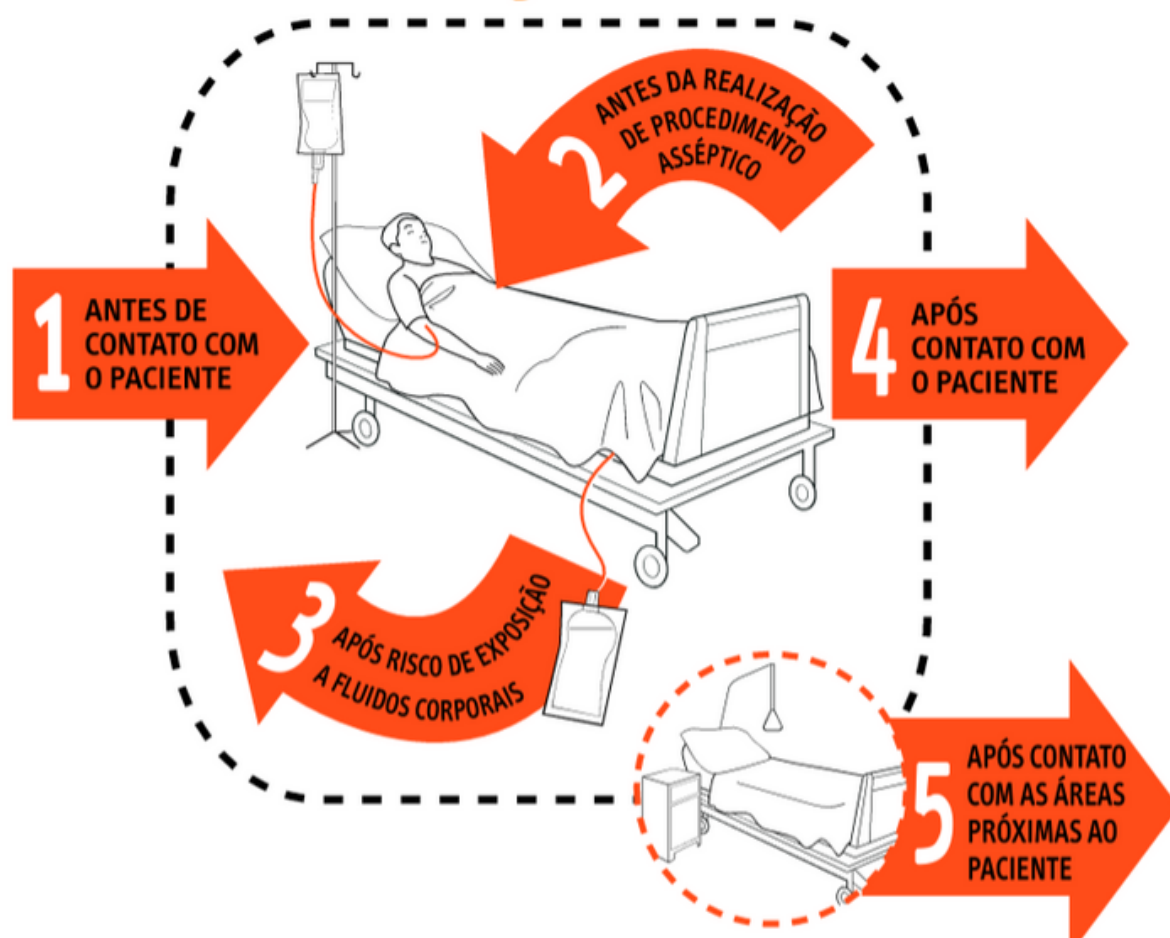 1 ANTES DE
CONTATO COM
O PACIENTE
2 ANTES DA REALIZAÇÃO
DE PROCEDIMENTO
ASSÉPTICO
3 APÓS RISCO DE EXPOSIÇÃO
A FLUIDOS CORPORAIS
4 APÓS
CONTATO COM
O PACIENTE
5 APÓS CONTATO
COM AS ÁREAS
PRÓXIMAS AO
PACIENTE